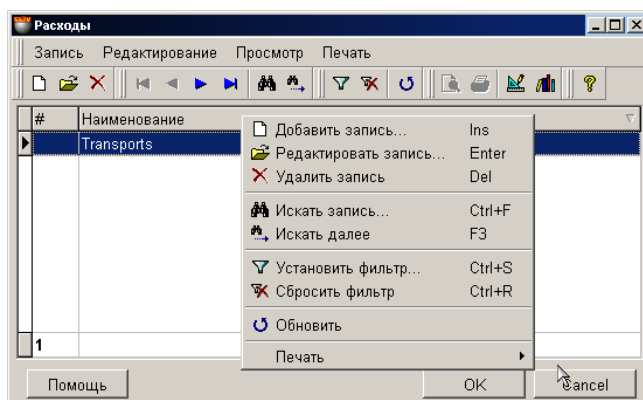 Расходы
Запись Редактирование Просмотр Печать
# Наименование
Transports
Добавить запись... Ins
Редактировать запись... Enter
Удалить запись Del
Искать запись... Ctrl+F
Искать далее F3
Установить фильтр... Ctrl+S
Сбросить фильтр Ctrl+R
Обновить
Печать
1
Помощь OK Cancel